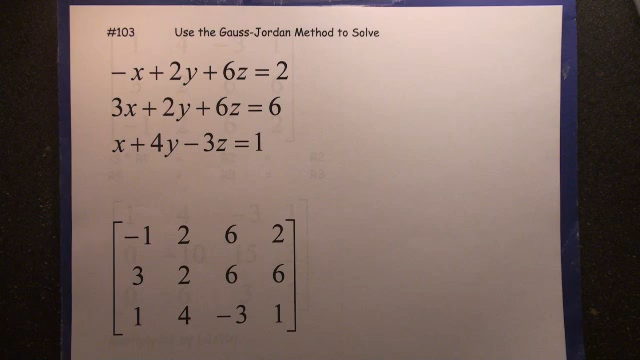 #103 Use the Gauss-Jordan Method to Solve
−x + 2y + 6z = 2
3x + 2y + 6z = 6
x + 4y − 3z = 1
−1 2 6 2
3 2 6 6
1 4 −3 1